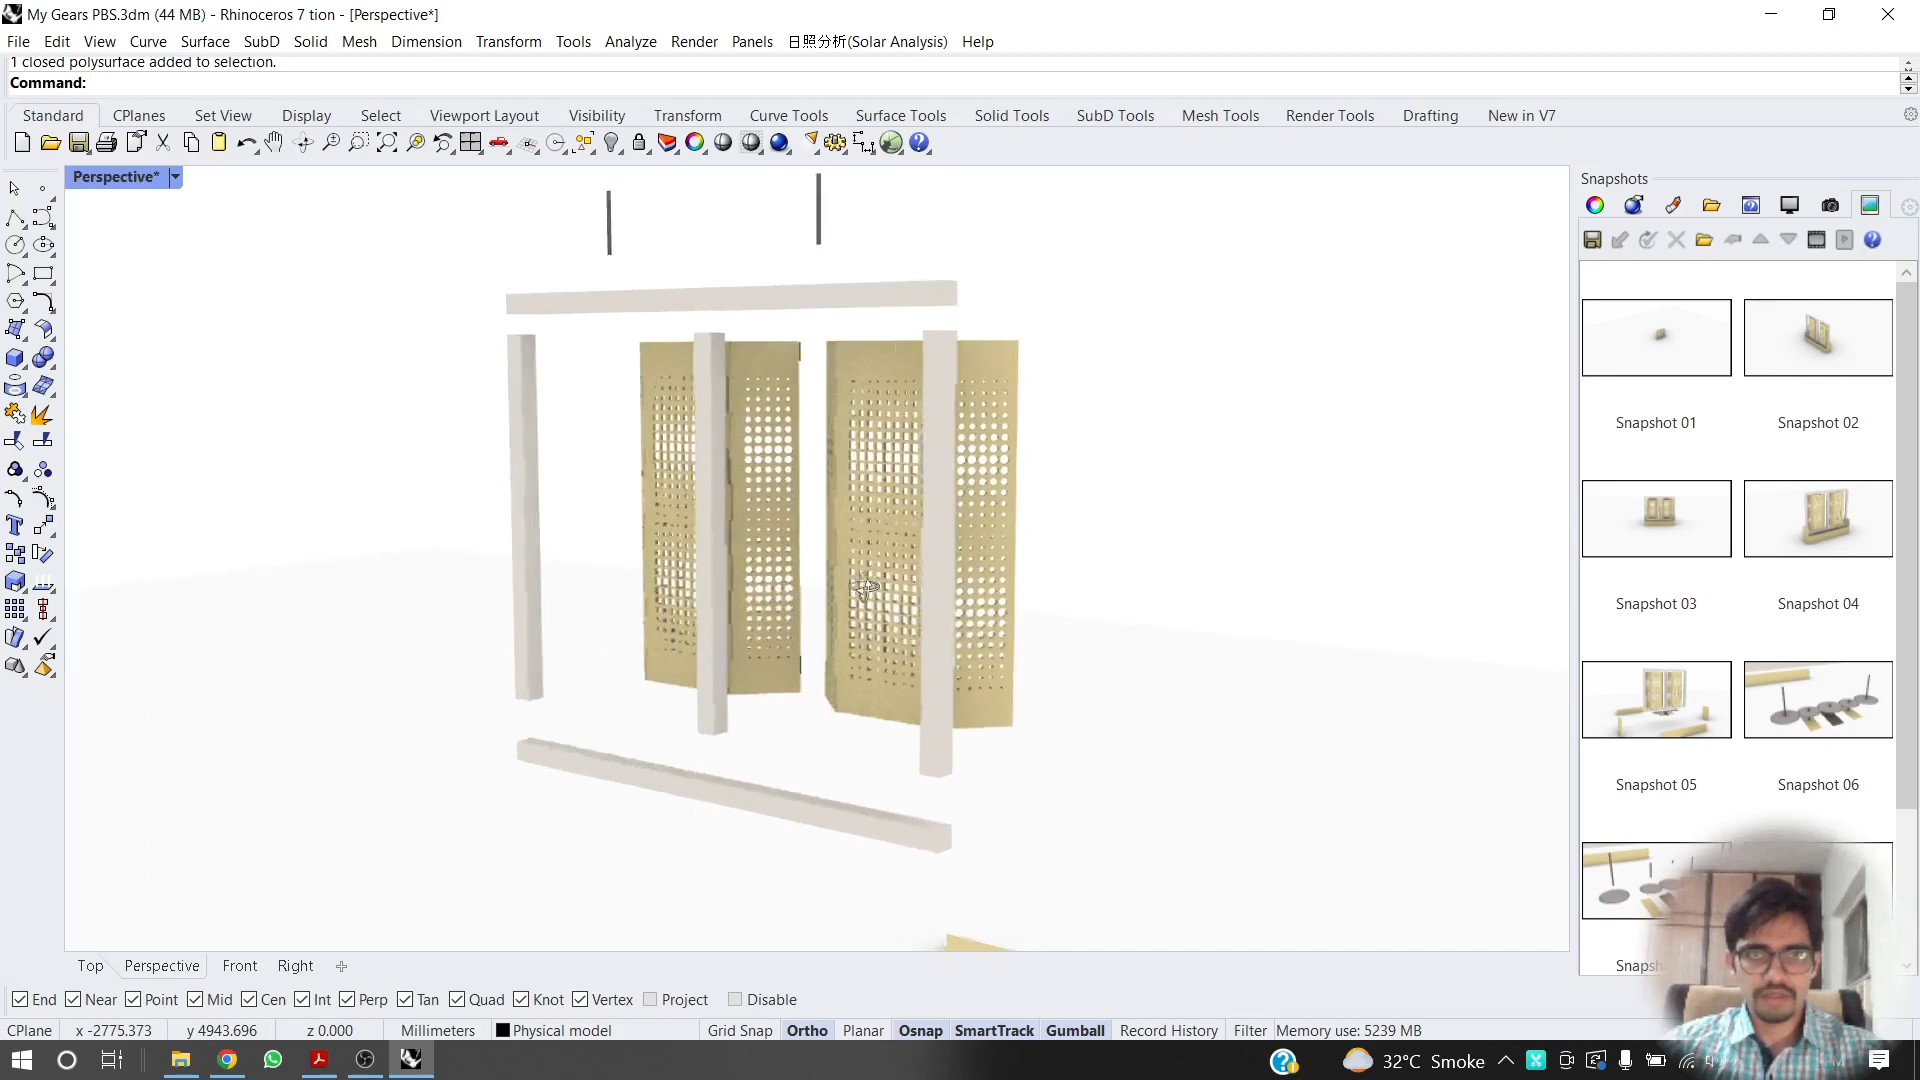 My Gears PBS.3dm (44 MB) - Rhinoceros 7 tion - [Perspective*]
File Edit View Curve Surface SubD Solid Mesh Dimension Transform Tools Analyze Render Panels 日照分析(Solar Analysis) Help
1 closed polysurface added to selection.
Command:
Standard CPlanes Set View Display Select Viewport Layout Visibility Transform Curve Tools Surface Tools Solid Tools SubD Tools Mesh Tools Render Tools Drafting New in V7
Perspective*
Snapshots
Snapshot 01 Snapshot 02
Snapshot 03 Snapshot 04
Snapshot 05 Snapshot 06
Top Perspective Front Right
End Near Point Mid Cen Int Perp Tan Quad Knot Vertex Project Disable
CPlane x -2775.373 y 4943.696 z 0.000 Millimeters Physical model Grid Snap Ortho Planar Osnap SmartTrack Gumball Record History Filter Memory use: 5239 MB
32°C Smoke